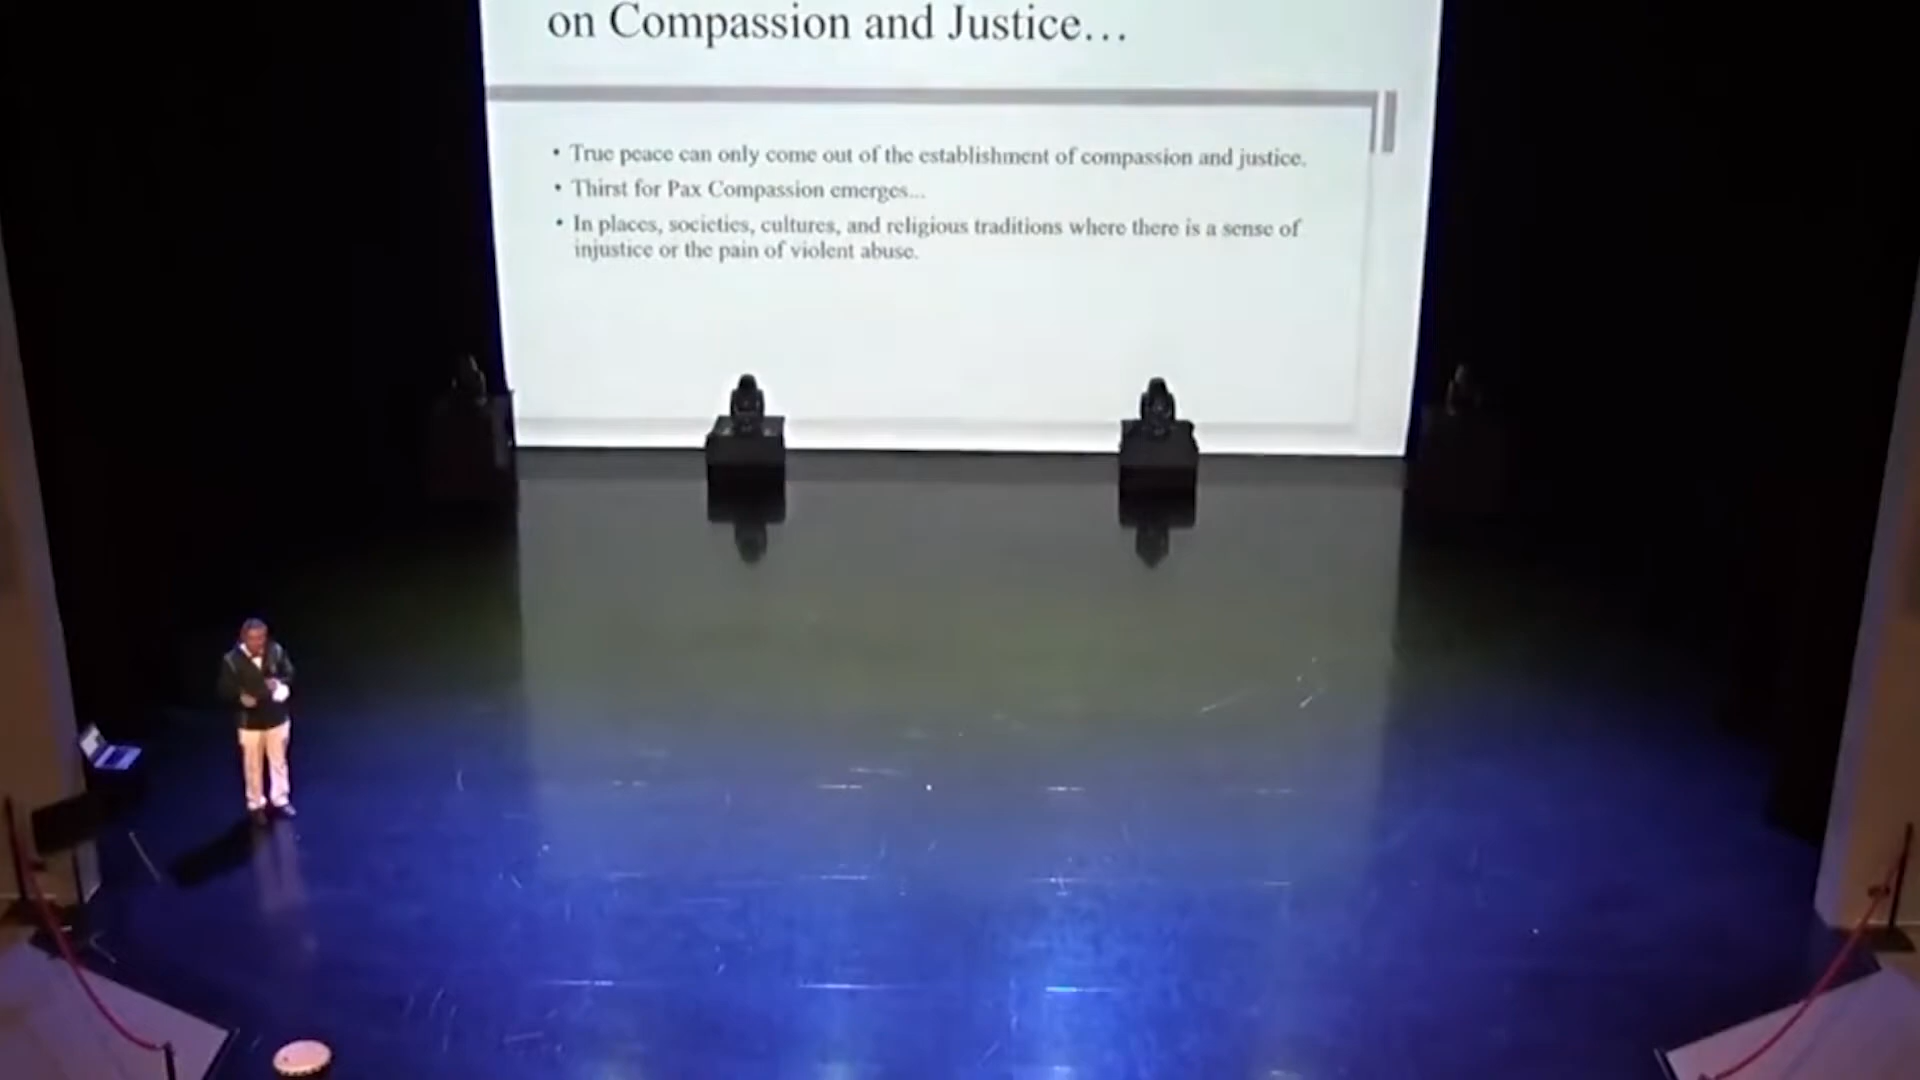 on Compassion and Justice…
• True peace can only come out of the establishment of compassion and justice.
• Thirst for Pax Compassion emerges...
• In places, societies, cultures, and religious traditions where there is a sense of
injustice or the pain of violent abuse.